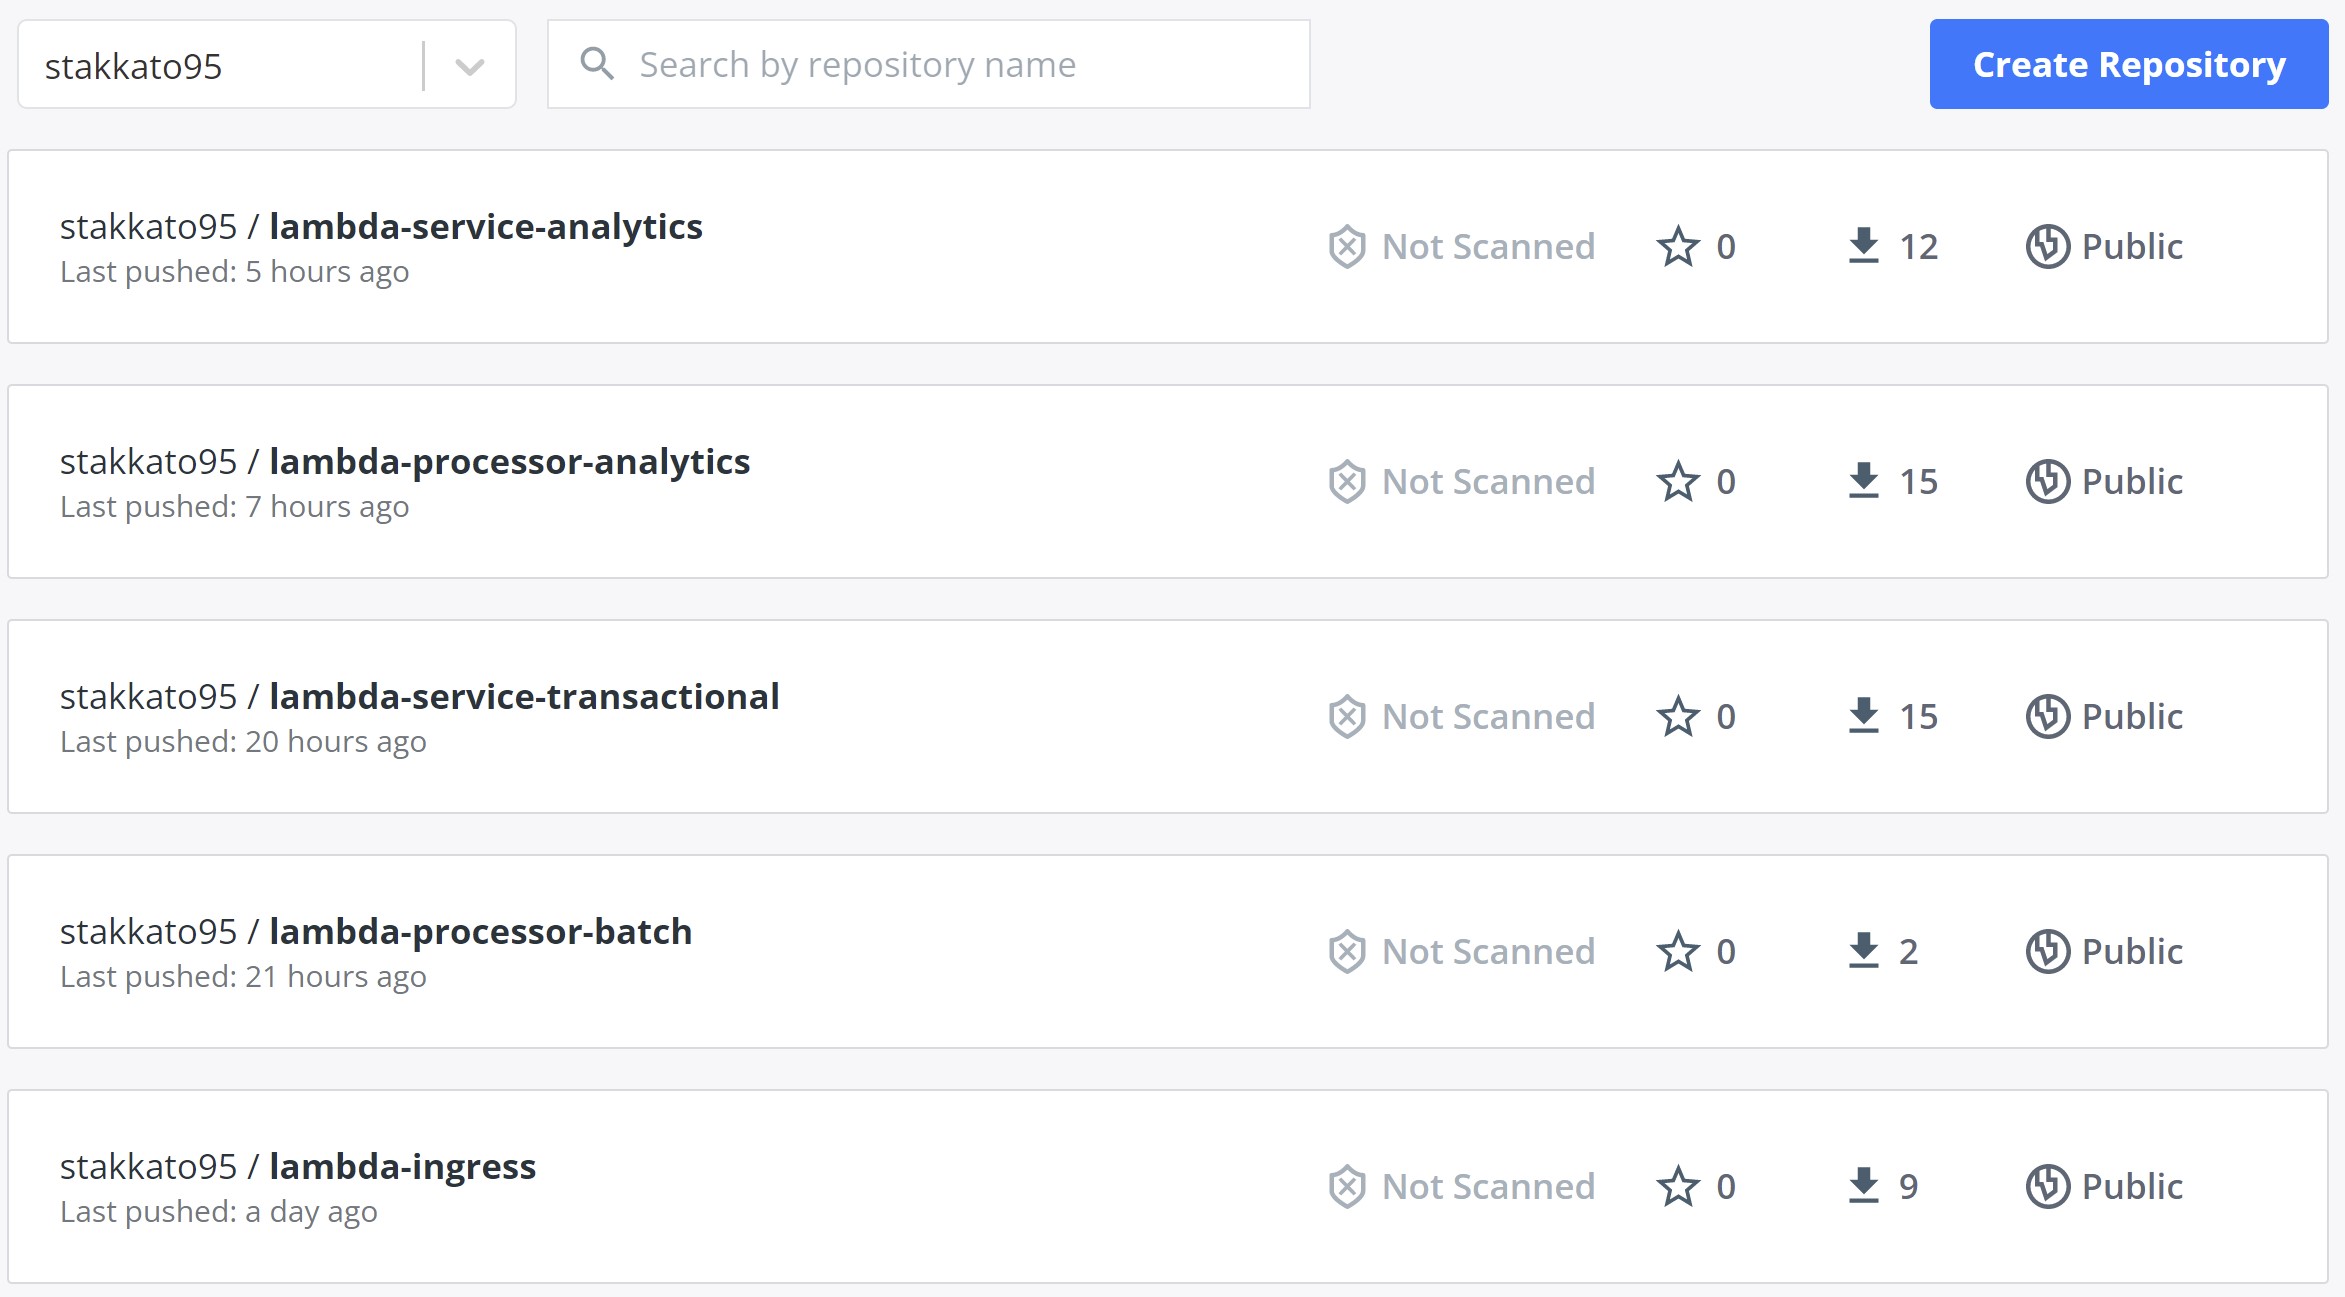 stakkato95
Search by repository name
Create Repository
stakkato95 / lambda-service-analytics
Last pushed: 5 hours ago
Not Scanned
0
12
Public
stakkato95 / lambda-processor-analytics
Last pushed: 7 hours ago
Not Scanned
0
15
Public
stakkato95 / lambda-service-transactional
Last pushed: 20 hours ago
Not Scanned
0
15
Public
stakkato95 / lambda-processor-batch
Last pushed: 21 hours ago
Not Scanned
0
2
Public
stakkato95 / lambda-ingress
Last pushed: a day ago
Not Scanned
0
9
Public